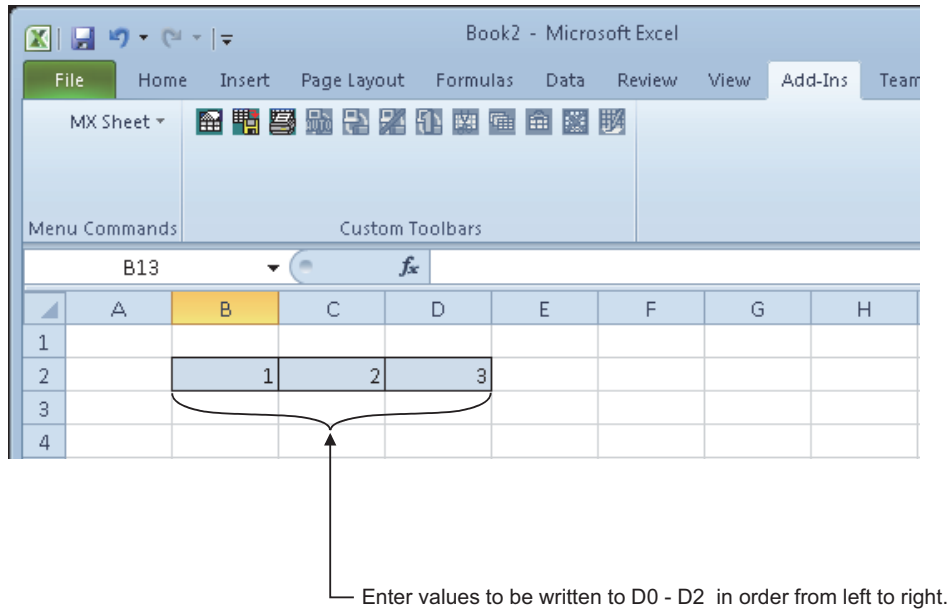 Book2 - Microsoft Excel
File Home Insert Page Layout Formulas Data Review View Add-Ins Team
MX Sheet
Menu Commands Custom Toolbars
B13 fx
A B C D E F G H
1
2 1 2 3
3
4
Enter values to be written to D0 - D2 in order from left to right.